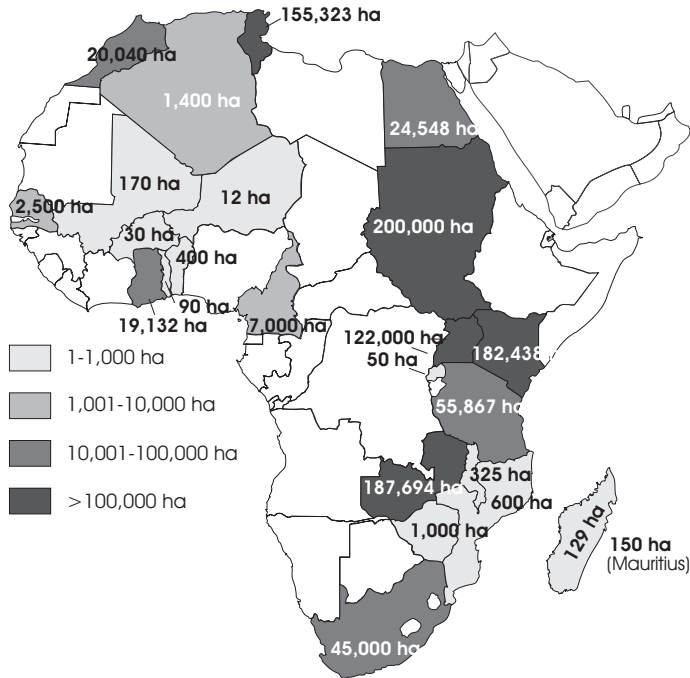 155,323 ha
20,040 ha
1,400 ha
24,548 ha
170 ha
12 ha
2,500 ha
200,000 ha
30 ha
400 ha
90 ha
19,132 ha
7,000 ha
122,000 ha
50 ha
182,438
1-1,000 ha
1,001-10,000 ha
55,867 ha
10,001-100,000 ha
325 ha
>100,000 ha
187,694 ha
600 ha
1,000 ha
129 ha
150 ha
(Mauritius)
45,000 ha